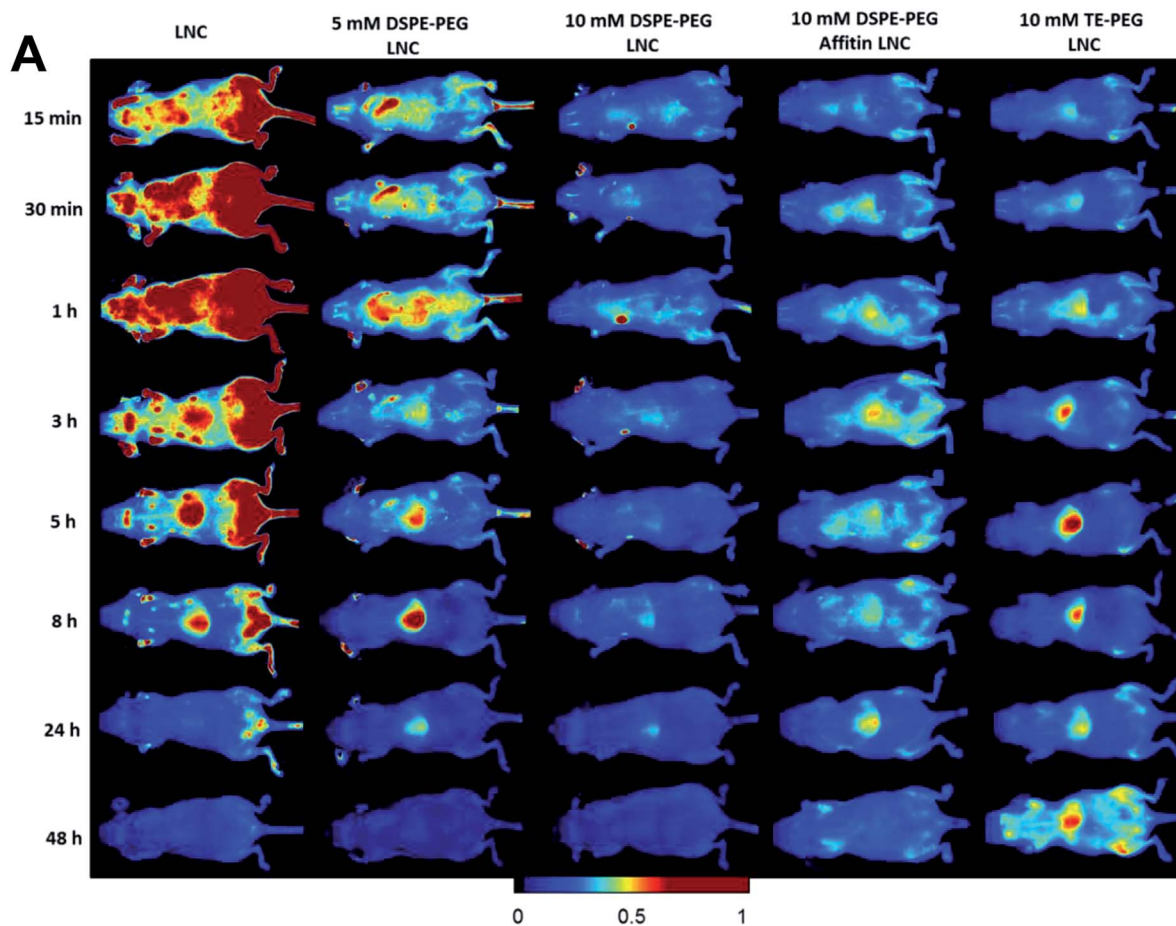 A
LNC
5 mM DSPE-PEG
LNC
10 mM DSPE-PEG
LNC
10 mM DSPE-PEG
Affitin LNC
10 mM TE-PEG
LNC
15 min
30 min
1 h
3 h
5 h
8 h
24 h
48 h
0 0.5 1